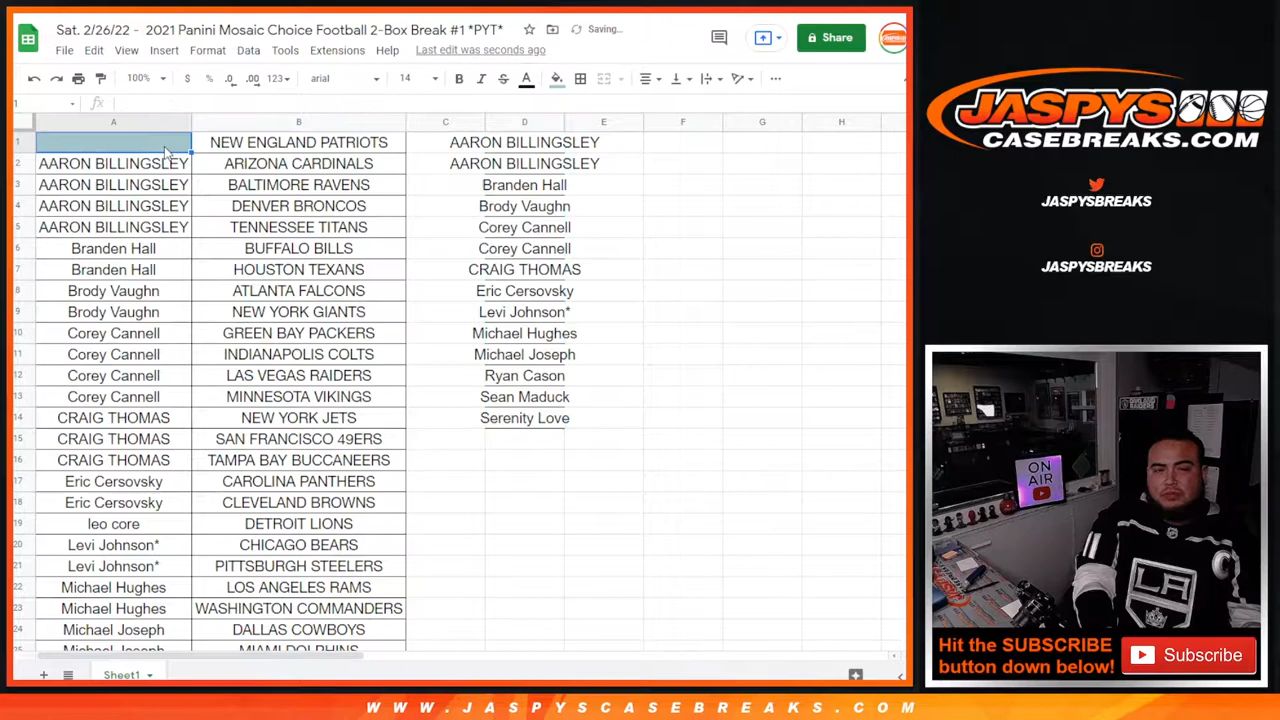 Sat. 2/26/22 - 2021 Panini Mosaic Choice Football 2-Box Break #1 *PYT*
Saving...
File Edit View Insert Format Data Tools Extensions Help Last edit was seconds ago
Share
100% $ % .0 .00 123 arial 14 B I S A
1 fx
A B C D E F G H
1 NEW ENGLAND PATRIOTS AARON BILLINGSLEY
2 AARON BILLINGSLEY ARIZONA CARDINALS AARON BILLINGSLEY
3 AARON BILLINGSLEY BALTIMORE RAVENS Branden Hall
4 AARON BILLINGSLEY DENVER BRONCOS Brody Vaughn
5 AARON BILLINGSLEY TENNESSEE TITANS Corey Cannell
6 Branden Hall BUFFALO BILLS Corey Cannell
7 Branden Hall HOUSTON TEXANS CRAIG THOMAS
8 Brody Vaughn ATLANTA FALCONS Eric Cersovsky
9 Brody Vaughn NEW YORK GIANTS Levi Johnson*
10 Corey Cannell GREEN BAY PACKERS Michael Hughes
11 Corey Cannell INDIANAPOLIS COLTS Michael Joseph
12 Corey Cannell LAS VEGAS RAIDERS Ryan Cason
13 Corey Cannell MINNESOTA VIKINGS Sean Maduck
14 CRAIG THOMAS NEW YORK JETS Serenity Love
15 CRAIG THOMAS SAN FRANCISCO 49ERS
16 CRAIG THOMAS TAMPA BAY BUCCANEERS
17 Eric Cersovsky CAROLINA PANTHERS
18 Eric Cersovsky CLEVELAND BROWNS
19 leo core DETROIT LIONS
20 Levi Johnson* CHICAGO BEARS
21 Levi Johnson* PITTSBURGH STEELERS
22 Michael Hughes LOS ANGELES RAMS
23 Michael Hughes WASHINGTON COMMANDERS
24 Michael Joseph DALLAS COWBOYS
25 Michael Joseph MIAMI DOLPHINS
Sheet1
JASPYS
CASEBREAKS.COM
JASPYSBREAKS
JASPYSBREAKS
ON
AIR
LA
C
Hit the SUBSCRIBE
button down below!
Subscribe
WWW.JASPYSCASEBREAKS.COM